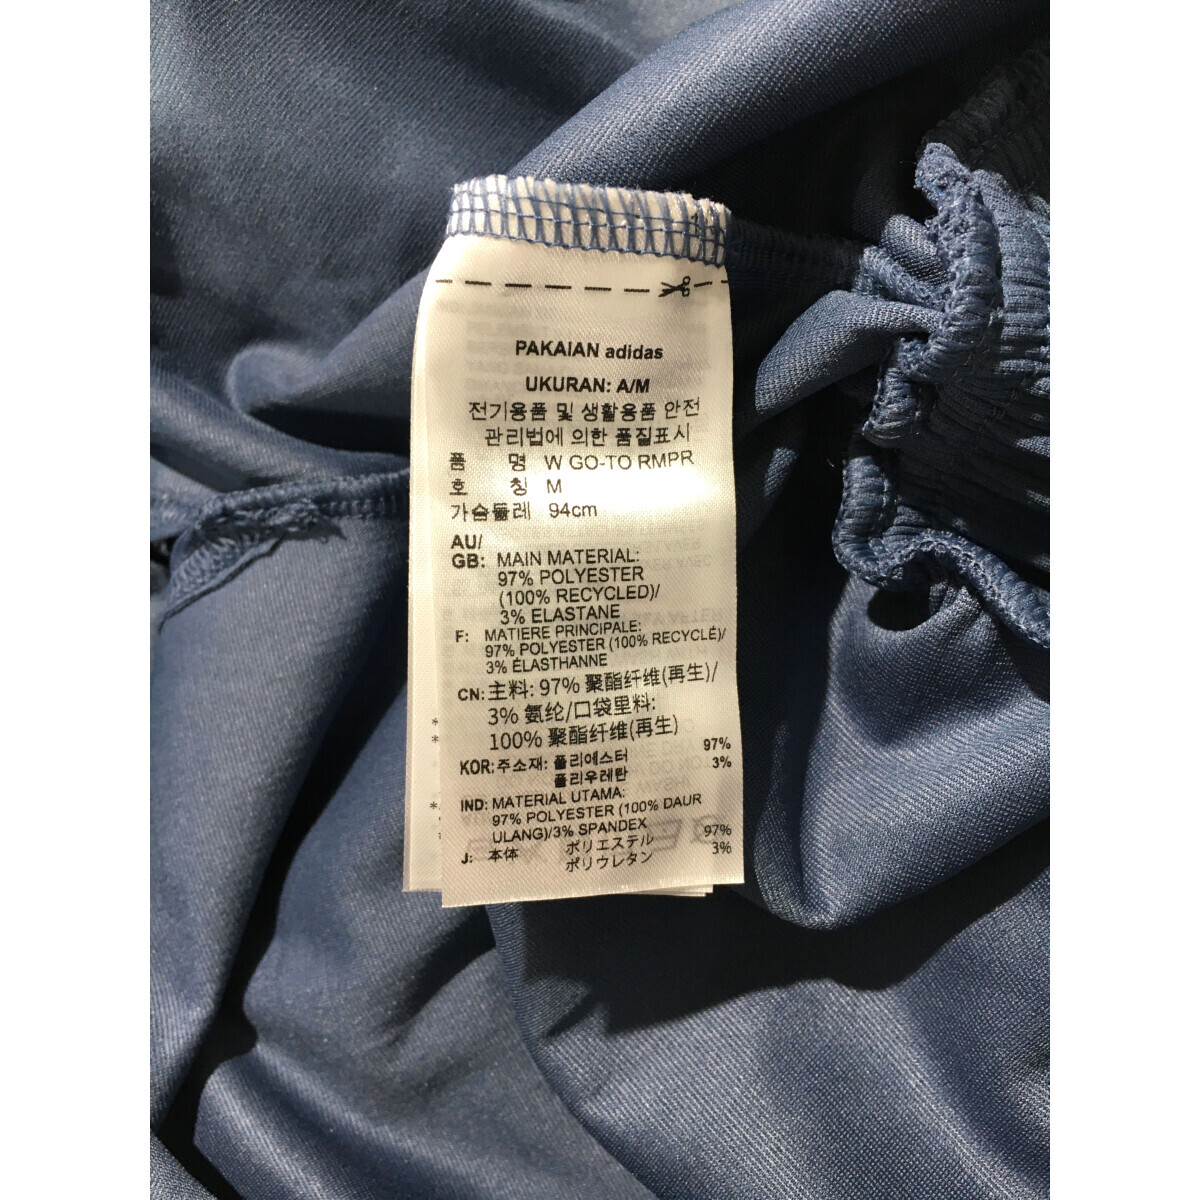 PAKAIAN adidas
UKURAN: A/M
전기용품 및 생활용품 안전
관리법에 의한 품질표시
품 명 W GO-TO RMPR
호 칭 M
가슴둘레 94cm
AU/
GB: MAIN MATERIAL:
97% POLYESTER
(100% RECYCLED)/
3% ELASTANE
F: MATIERE PRINCIPALE:
97% POLYESTER (100% RECYCLÉ)/
3% ÉLASTHANNE
CN: 主料: 97% 聚酯纤维(再生)/
3% 氨纶/口袋里料:
100% 聚酯纤维(再生)
KOR: 주소재: 폴리에스터 97%
폴리우레탄 3%
IND: MATERIAL UTAMA:
97% POLYESTER (100% DAUR
ULANG)/3% SPANDEX
J: 本体 ポリエステル 97%
ポリウレタン 3%